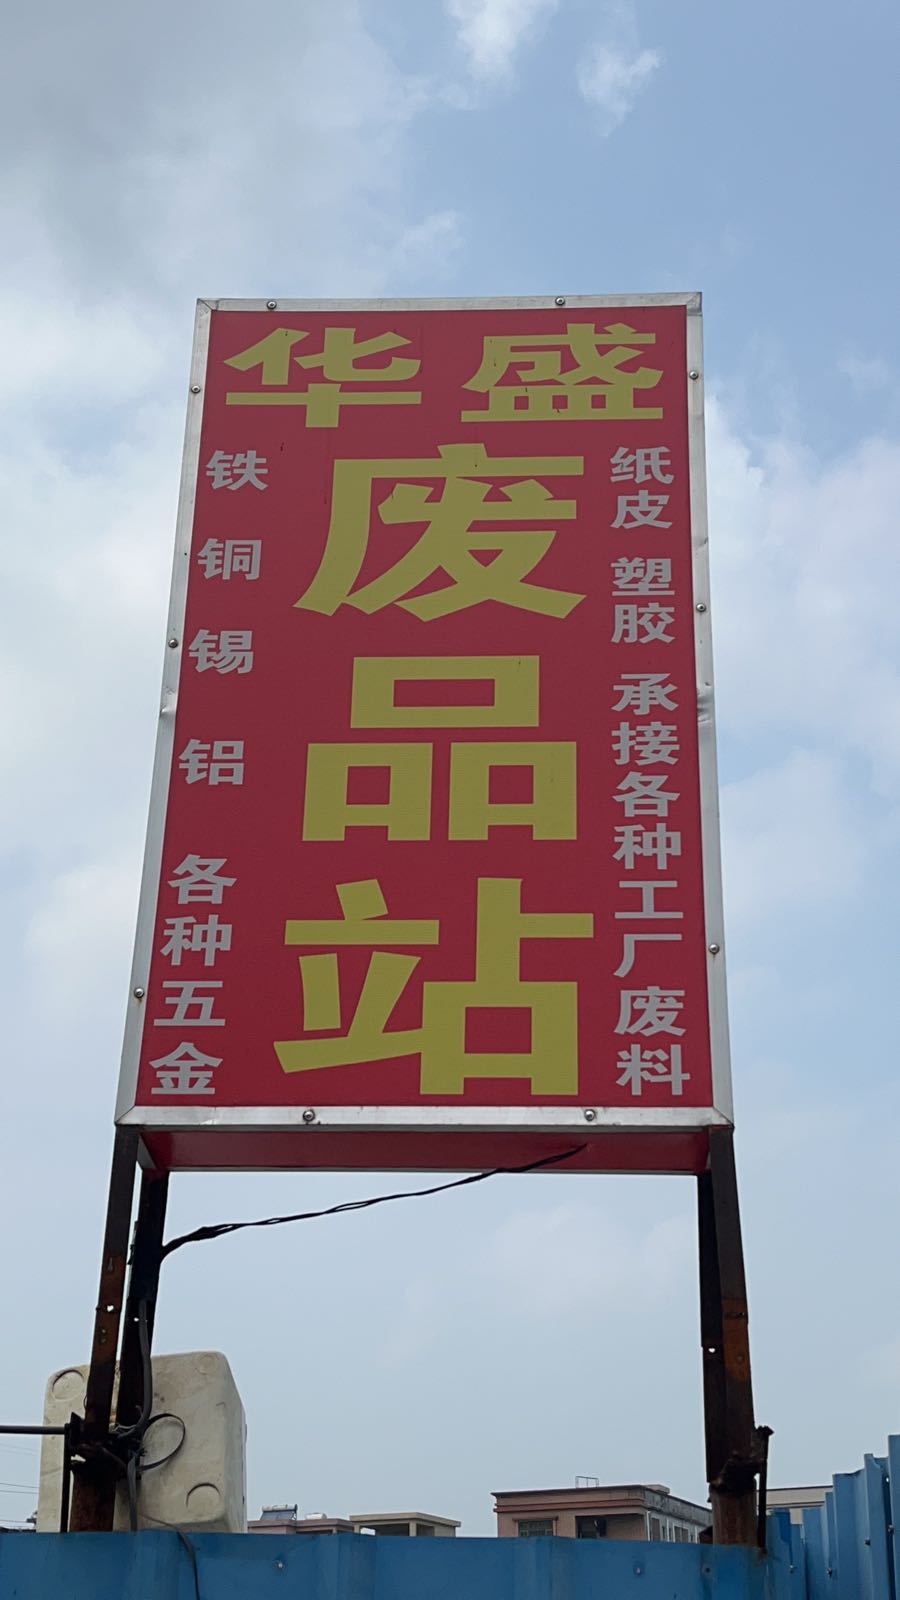 华盛
废品站
铁 铜 锡 铝 各种五金
纸皮 塑胶 承接各种工厂废料